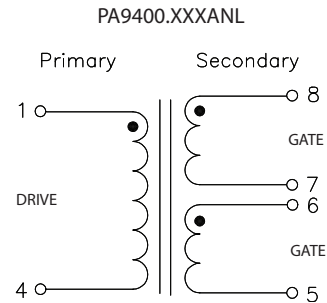 PA9400.XXXANL
Primary Secondary
1 8
GATE
7
DRIVE 6
GATE
4 5